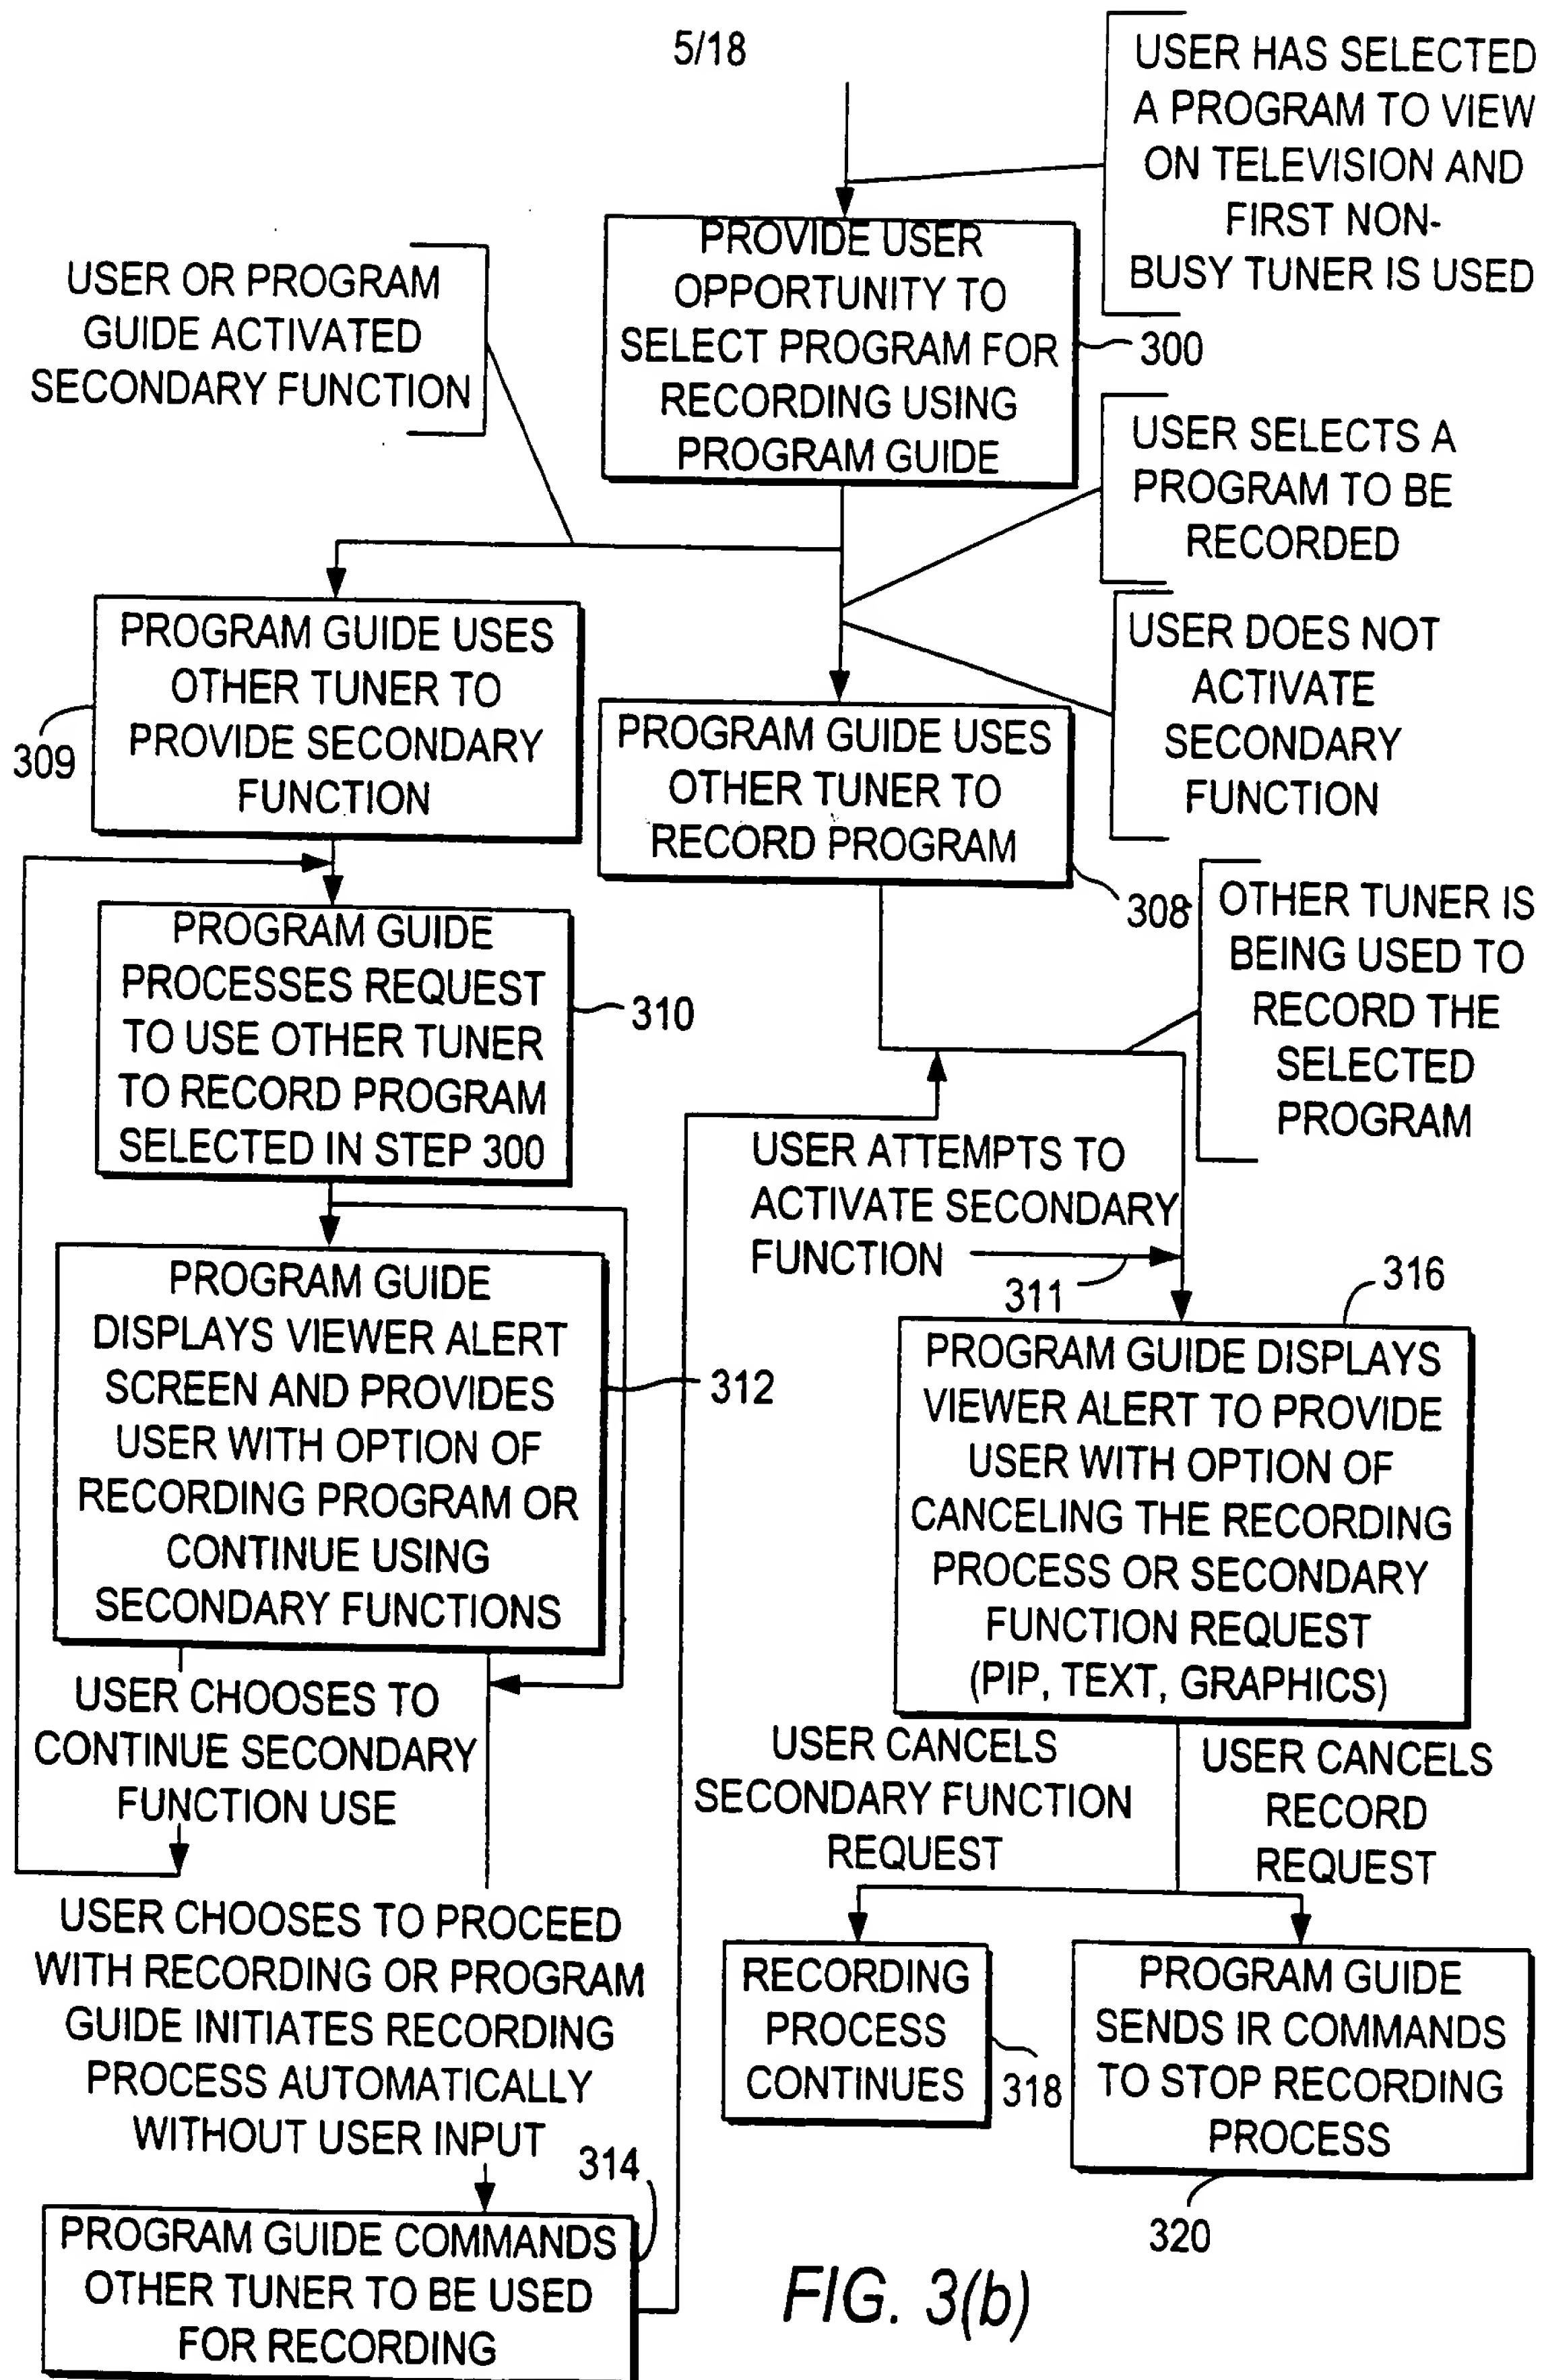 5/18
USER HAS SELECTED
A PROGRAM TO VIEW
ON TELEVISION AND
FIRST NON-
BUSY TUNER IS USED
PROVIDE USER
OPPORTUNITY TO
SELECT PROGRAM FOR
RECORDING USING
PROGRAM GUIDE
300
USER OR PROGRAM
GUIDE ACTIVATED
SECONDARY FUNCTION
USER SELECTS A
PROGRAM TO BE
RECORDED
USER DOES NOT
ACTIVATE
SECONDARY
FUNCTION
PROGRAM GUIDE USES
OTHER TUNER TO
PROVIDE SECONDARY
FUNCTION
309
PROGRAM GUIDE USES
OTHER TUNER TO
RECORD PROGRAM
308
OTHER TUNER IS
BEING USED TO
RECORD THE
SELECTED
PROGRAM
PROGRAM GUIDE
PROCESSES REQUEST
TO USE OTHER TUNER
TO RECORD PROGRAM
SELECTED IN STEP 300
310
USER ATTEMPTS TO
ACTIVATE SECONDARY
FUNCTION
311
PROGRAM GUIDE
DISPLAYS VIEWER ALERT
SCREEN AND PROVIDES
USER WITH OPTION OF
RECORDING PROGRAM OR
CONTINUE USING
SECONDARY FUNCTIONS
312
316
PROGRAM GUIDE DISPLAYS
VIEWER ALERT TO PROVIDE
USER WITH OPTION OF
CANCELING THE RECORDING
PROCESS OR SECONDARY
FUNCTION REQUEST
(PIP, TEXT, GRAPHICS)
USER CHOOSES TO
CONTINUE SECONDARY
FUNCTION USE
USER CANCELS
SECONDARY FUNCTION
REQUEST
USER CANCELS
RECORD
REQUEST
USER CHOOSES TO PROCEED
WITH RECORDING OR PROGRAM
GUIDE INITIATES RECORDING
PROCESS AUTOMATICALLY
WITHOUT USER INPUT
RECORDING
PROCESS
CONTINUES
318
PROGRAM GUIDE
SENDS IR COMMANDS
TO STOP RECORDING
PROCESS
320
314
PROGRAM GUIDE COMMANDS
OTHER TUNER TO BE USED
FOR RECORDING
FIG. 3(b)